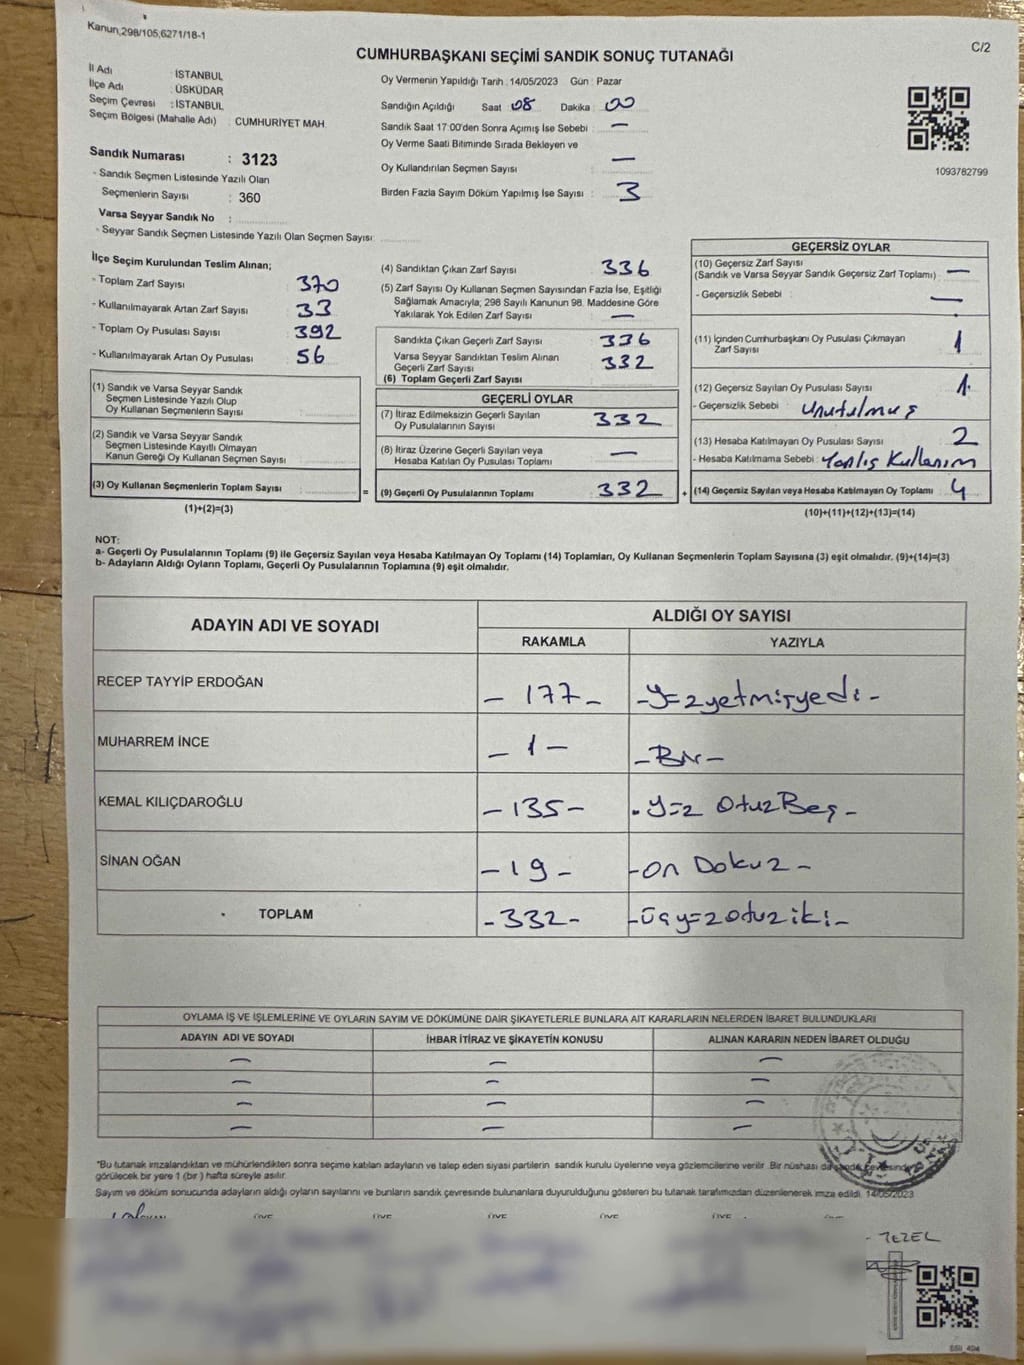 Kanun,298/105,6271/18-1
C/2
CUMHURBAŞKANI SEÇİMİ SANDIK SONUÇ TUTANAĞI
İl Adı : İSTANBUL
İlçe Adı : ÜSKÜDAR
Seçim Çevresi : İSTANBUL
Seçim Bölgesi (Mahalle Adı) : CUMHURİYET MAH.
Sandık Numarası : 3123
- Sandık Seçmen Listesinde Yazılı Olan
Seçmenlerin Sayısı : 360
Varsa Seyyar Sandık No :
- Seyyar Sandık Seçmen Listesinde Yazılı Olan Seçmen Sayısı:
Oy Vermenin Yapıldığı Tarih : 14/05/2023 Gün : Pazar
Sandığın Açıldığı Saat 08 Dakika : 00
Sandık Saat 17:00'den Sonra Açılmış İse Sebebi : —
Oy Verme Saati Bitiminde Sırada Bekleyen ve
Oy Kullandırılan Seçmen Sayısı —
Birden Fazla Sayım Döküm Yapılmış İse Sayısı : 3
1093782799
İlçe Seçim Kurulundan Teslim Alınan;
- Toplam Zarf Sayısı 370
- Kullanılmayarak Artan Zarf Sayısı 33
- Toplam Oy Pusulası Sayısı 392
- Kullanılmayarak Artan Oy Pusulası 56
(1) Sandık ve Varsa Seyyar Sandık
Seçmen Listesinde Yazılı Olup
Oy Kullanan Seçmenlerin Sayısı
(2) Sandık ve Varsa Seyyar Sandık
Seçmen Listesinde Kayıtlı Olmayan
Kanun Gereği Oy Kullanan Seçmen Sayısı
(3) Oy Kullanan Seçmenlerin Toplam Sayısı
(1)+(2)=(3)
(4) Sandıktan Çıkan Zarf Sayısı 336
(5) Zarf Sayısı Oy Kullanan Seçmen Sayısından Fazla İse, Eşitliği
Sağlamak Amacıyla; 298 Sayılı Kanunun 98. Maddesine Göre
Yakılarak Yok Edilen Zarf Sayısı —
Sandıkta Çıkan Geçerli Zarf Sayısı 336
Varsa Seyyar Sandıktan Teslim Alınan
Geçerli Zarf Sayısı 332
(6) Toplam Geçerli Zarf Sayısı
GEÇERLİ OYLAR
(7) İtiraz Edilmeksizin Geçerli Sayılan
Oy Pusulalarının Sayısı 332
(8) İtiraz Üzerine Geçerli Sayılan veya
Hesaba Katılan Oy Pusulası Toplamı —
= (9) Geçerli Oy Pusulalarının Toplamı 332
GEÇERSİZ OYLAR
(10) Geçersiz Zarf Sayısı
(Sandık ve Varsa Seyyar Sandık Geçersiz Zarf Toplamı) —
- Geçersizlik Sebebi : —
(11) İçinden Cumhurbaşkanı Oy Pusulası Çıkmayan
Zarf Sayısı 1
(12) Geçersiz Sayılan Oy Pusulası Sayısı 1
- Geçersizlik Sebebi : Unutulmuş
(13) Hesaba Katılmayan Oy Pusulası Sayısı 2
- Hesaba Katılmama Sebebi : Yanlış Kullanım
+ (14) Geçersiz Sayılan veya Hesaba Katılmayan Oy Toplamı 4
(10)+(11)+(12)+(13)=(14)
NOT:
a- Geçerli Oy Pusulalarının Toplamı (9) ile Geçersiz Sayılan veya Hesaba Katılmayan Oy Toplamı (14) Toplamları, Oy Kullanan Seçmenlerin Toplam Sayısına (3) eşit olmalıdır. (9)+(14)=(3)
b- Adayların Aldığı Oyların Toplamı, Geçerli Oy Pusulalarının Toplamına (9) eşit olmalıdır.
ADAYIN ADI VE SOYADI
ALDIĞI OY SAYISI
RAKAMLA YAZIYLA
RECEP TAYYİP ERDOĞAN - 177 - - Yüzyetmişyedi -
MUHARREM İNCE - 1 - - Bir -
KEMAL KILIÇDAROĞLU - 135 - - Yüz Otuz Beş -
SİNAN OĞAN - 19 - - On Dokuz -
TOPLAM - 332 - - Üçyüzotuziki -
OYLAMA İŞ VE İŞLEMLERİNE VE OYLARIN SAYIM VE DÖKÜMÜNE DAİR ŞİKAYETLERLE BUNLARA AİT KARARLARIN NELERDEN İBARET BULUNDUKLARI
ADAYIN ADI VE SOYADI İHBAR İTİRAZ VE ŞİKAYETİN KONUSU ALINAN KARARIN NEDEN İBARET OLDUĞU
— — —
— — —
— — —
— — —
*Bu tutanak imzalandıktan ve mühürlendikten sonra seçime katılan adayların ve talep eden siyasi partilerin sandık kurulu üyelerine veya gözlemcilerine verilir. Bir nüshası da sandık çevresinde
görülecek bir yere 1 (bir) hafta süreyle asılır.
Sayım ve döküm sonucunda adayların aldığı oyların sayılarını ve bunların sandık çevresinde bulunanlara duyurulduğunu gösteren bu tutanak tarafımızdan düzenlenerek imza edildi. 14/05/2023
ÜYE ÜYE ÜYE ÜYE ÜYE ÜYE
TEZEL